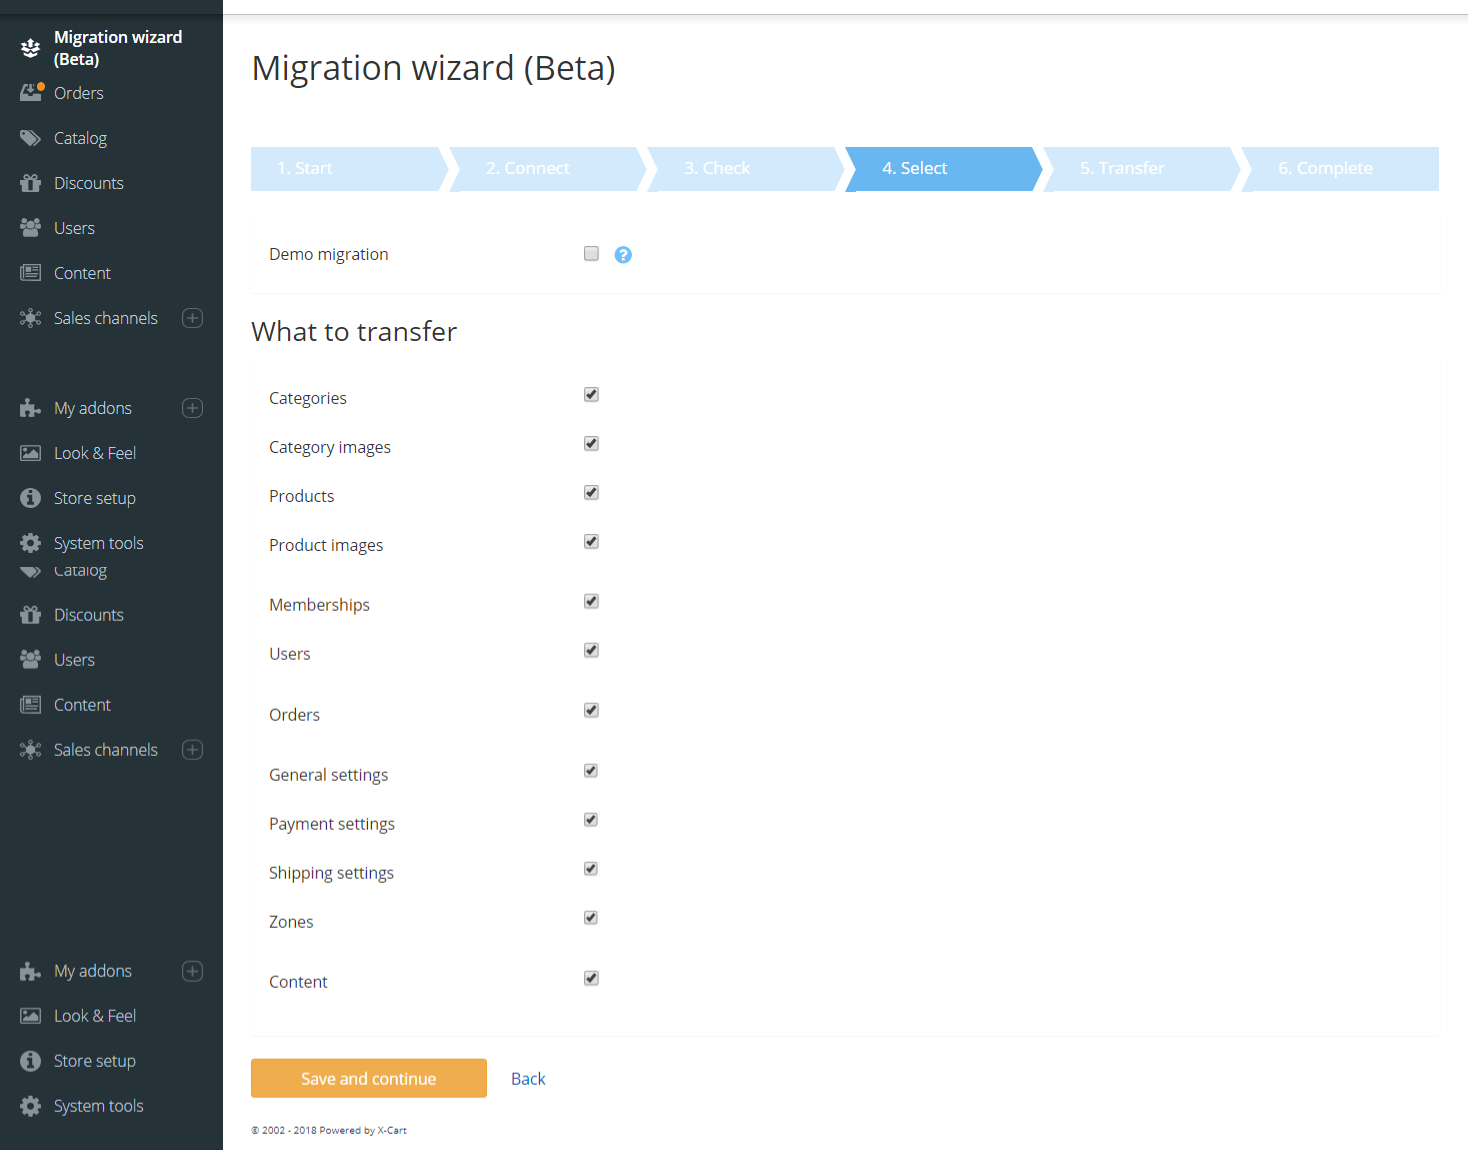 Migration wizard
(Beta)
Orders
Catalog
Discounts
Users
Content
Sales channels
My addons
Look & Feel
Store setup
System tools
Catalog
Discounts
Users
Content
Sales channels
My addons
Look & Feel
Store setup
System tools
Migration wizard (Beta)
1. Start
2. Connect
3. Check
4. Select
5. Transfer
6. Complete
Demo migration
?
What to transfer
Categories
Category images
Products
Product images
Memberships
Users
Orders
General settings
Payment settings
Shipping settings
Zones
Content
Save and continue
Back
© 2002 - 2018 Powered by X-Cart